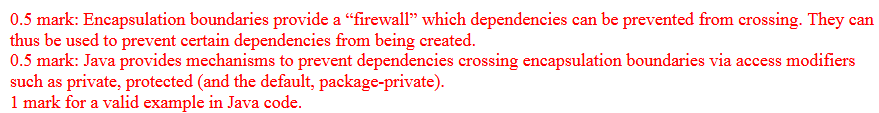 0.5 mark: Encapsulation boundaries provide a “firewall” which dependencies can be prevented from crossing. They can
thus be used to prevent certain dependencies from being created.
0.5 mark: Java provides mechanisms to prevent dependencies crossing encapsulation boundaries via access modifiers
such as private, protected (and the default, package-private).
1 mark for a valid example in Java code.